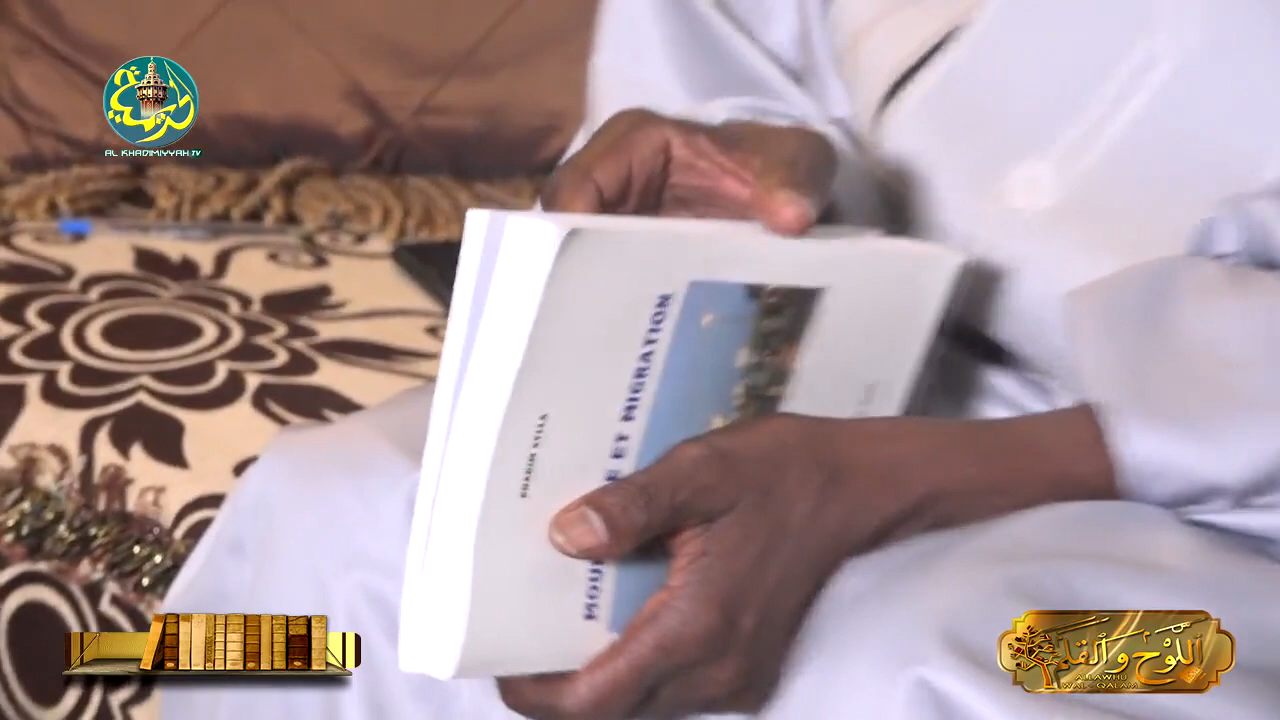 AL KHADIMIYYAH TV
KHADIM SYLLA
ET MIGRATION
اللوح والقلم
ALLAWHU
WAL-QALAM